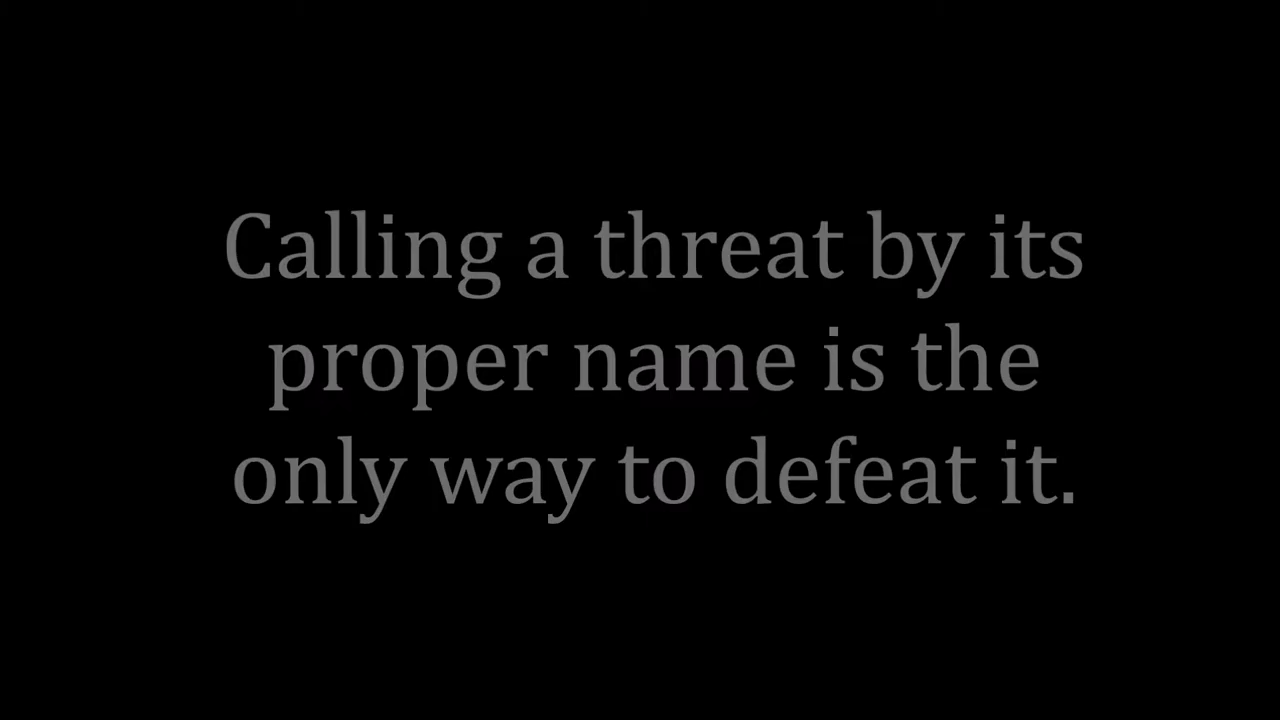 Calling a threat by its
proper name is the
only way to defeat it.